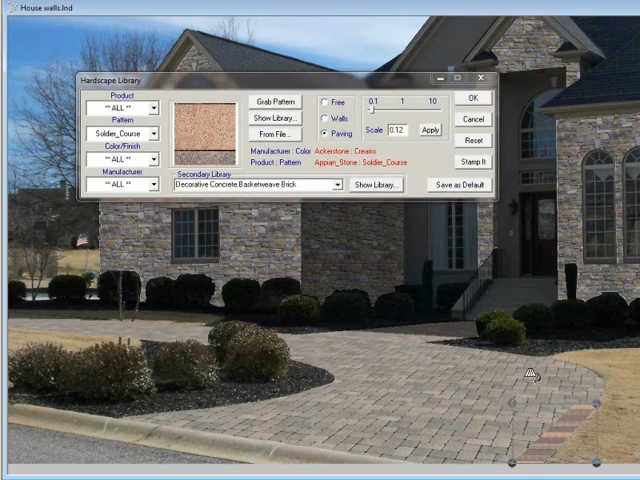 House walls.lnd
Hardscape Library
Product
** ALL **
Pattern
Soldier_Course
Color/Finish
** ALL **
Manufacturer
** ALL **
Grab Pattern
Show Library...
From File...
Free
Walls
Paving
0.1 1 10
Scale 0.12 Apply
OK
Cancel
Reset
Stamp It
Manufacturer : Color Ackerstone : Creams
Product : Pattern Appian_Stone : Soldier_Course
Secondary Library
Decorative Concrete.Basketweave Brick
Show Library...
Save as Default